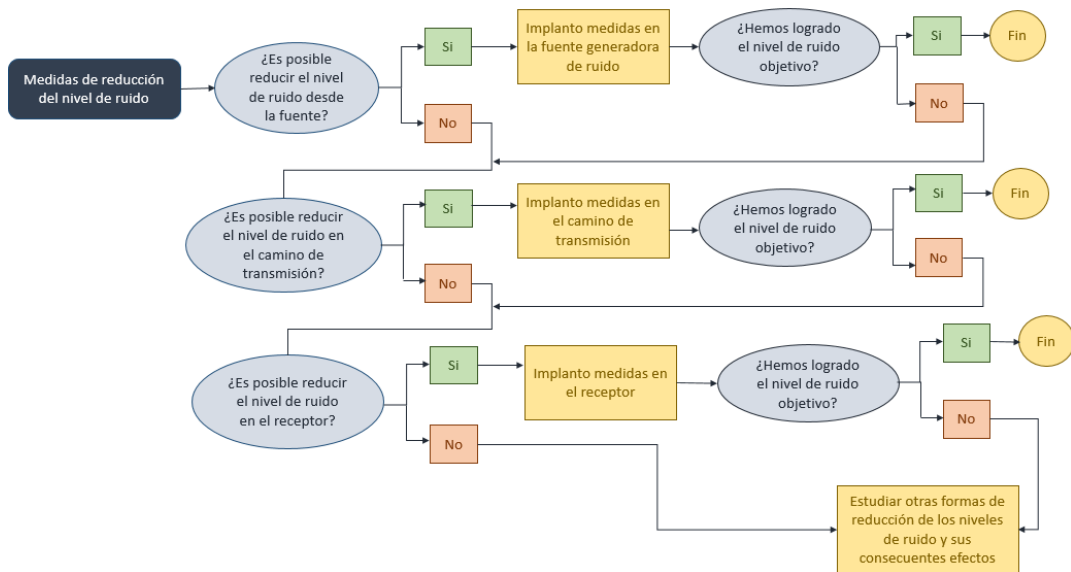 Medidas de reducción
del nivel de ruido
¿Es posible
reducir el nivel
de ruido desde
la fuente?
Si
No
Implanto medidas en
la fuente generadora
de ruido
¿Hemos logrado
el nivel de ruido
objetivo?
Si
No
Fin
¿Es posible reducir
el nivel de ruido en
el camino de
transmisión?
Si
No
Implanto medidas en
el camino de
transmisión
¿Hemos logrado
el nivel de ruido
objetivo?
Si
No
Fin
¿Es posible reducir
el nivel de ruido
en el receptor?
Si
No
Implanto medidas en
el receptor
¿Hemos logrado
el nivel de ruido
objetivo?
Si
No
Fin
Estudiar otras formas de
reducción de los niveles
de ruido y sus
consecuentes efectos